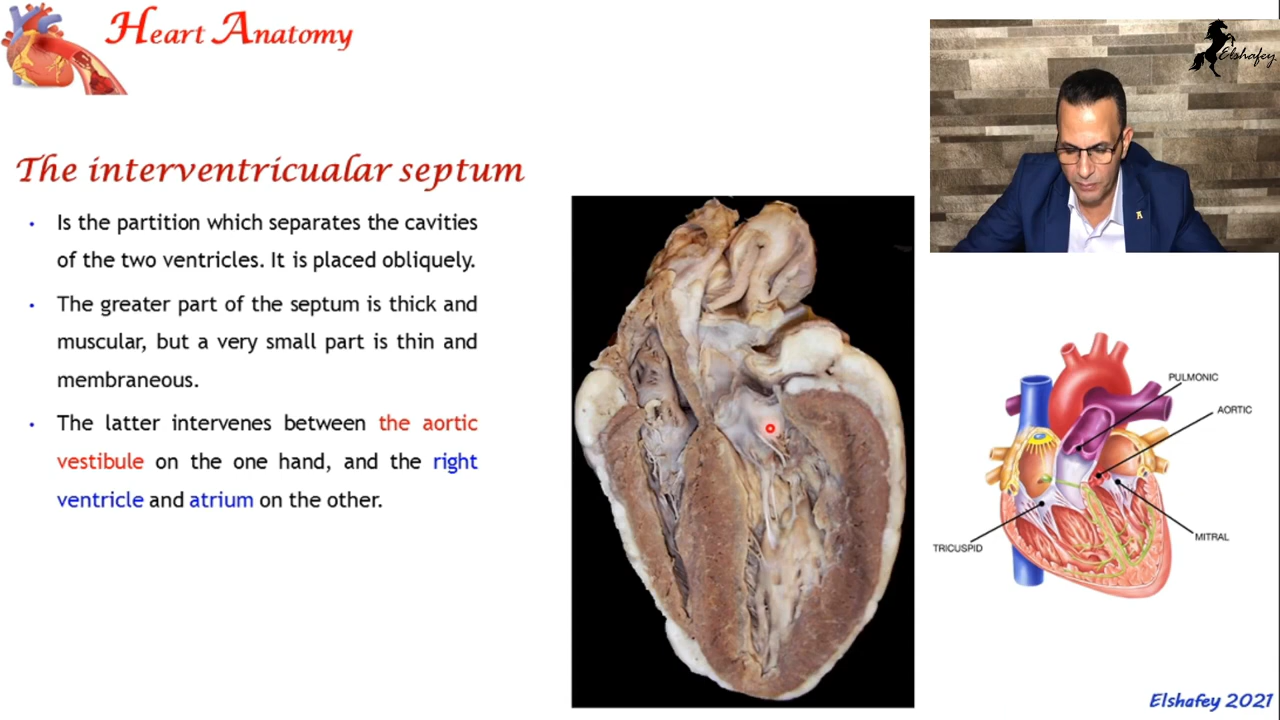 Heart Anatomy
Elshafey
The interventricualar septum
• Is the partition which separates the cavities
of the two ventricles. It is placed obliquely.
• The greater part of the septum is thick and
muscular, but a very small part is thin and
membraneous.
• The latter intervenes between the aortic
vestibule on the one hand, and the right
ventricle and atrium on the other.
PULMONIC
AORTIC
MITRAL
TRICUSPID
Elshafey 2021